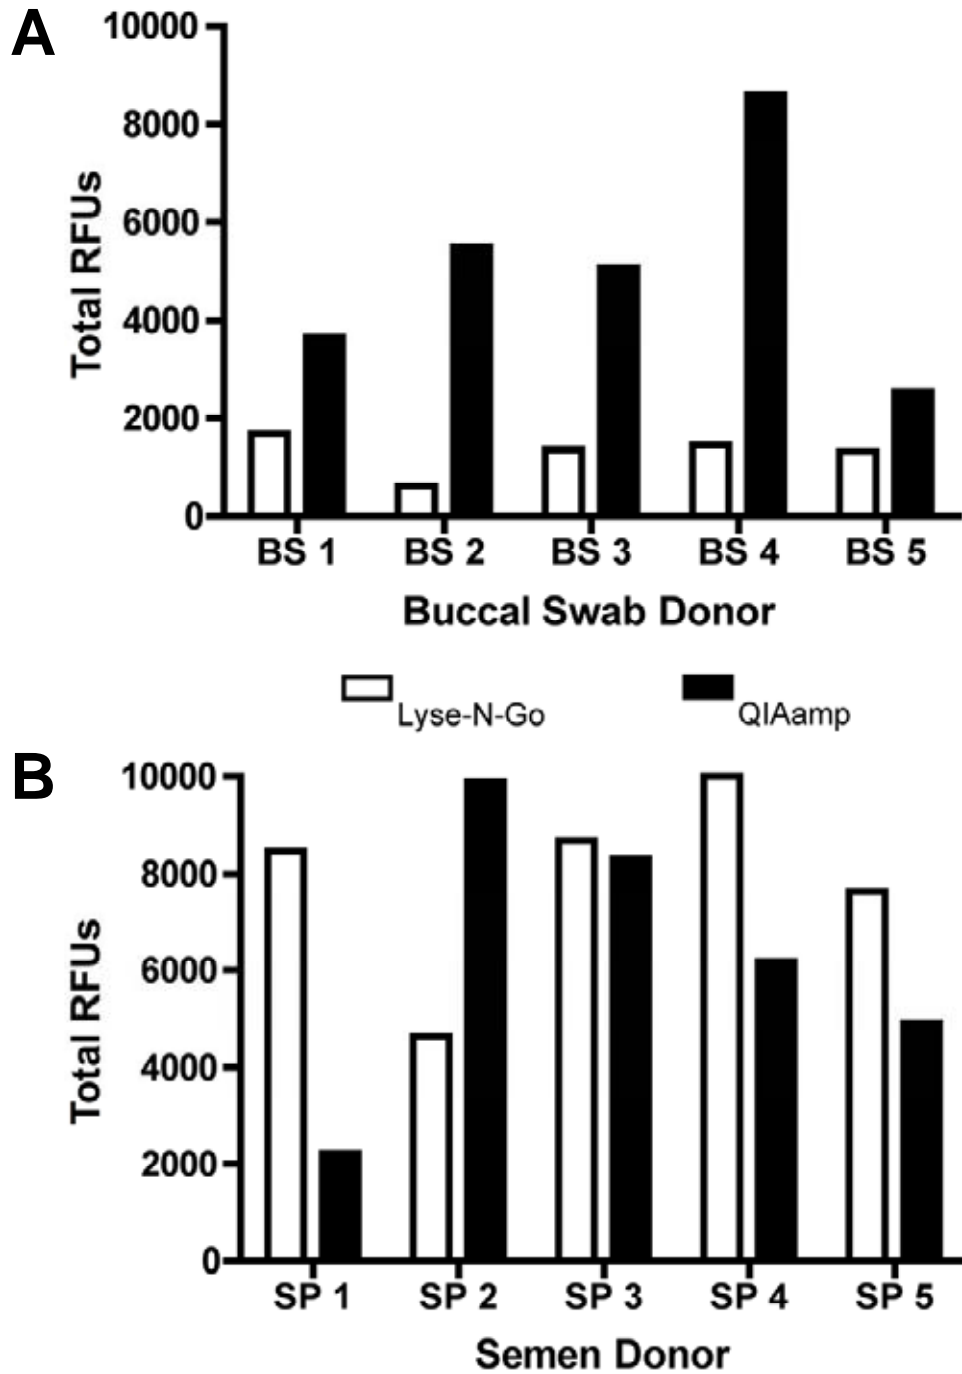 A
10000
8000
6000
4000
2000
0
Total RFUs
BS 1 BS 2 BS 3 BS 4 BS 5
Buccal Swab Donor
Lyse-N-Go QIAamp
B
10000
8000
6000
4000
2000
0
Total RFUs
SP 1 SP 2 SP 3 SP 4 SP 5
Semen Donor